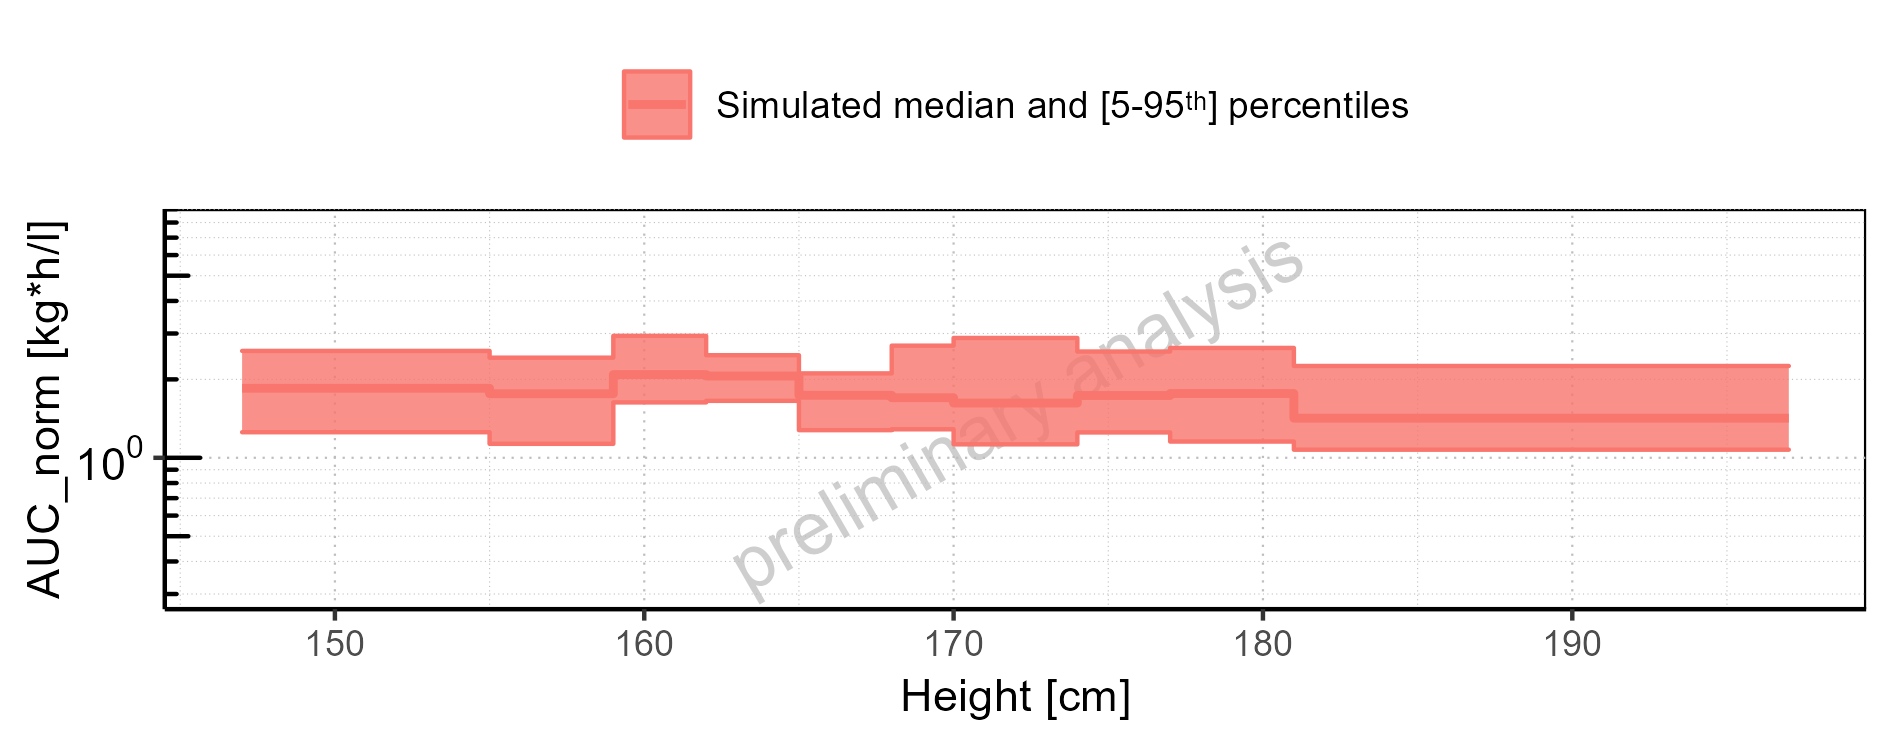 Simulated median and [5-95th] percentiles
AUC_norm [kg*h/l]
10^0
preliminary analysis
150 160 170 180 190
Height [cm]